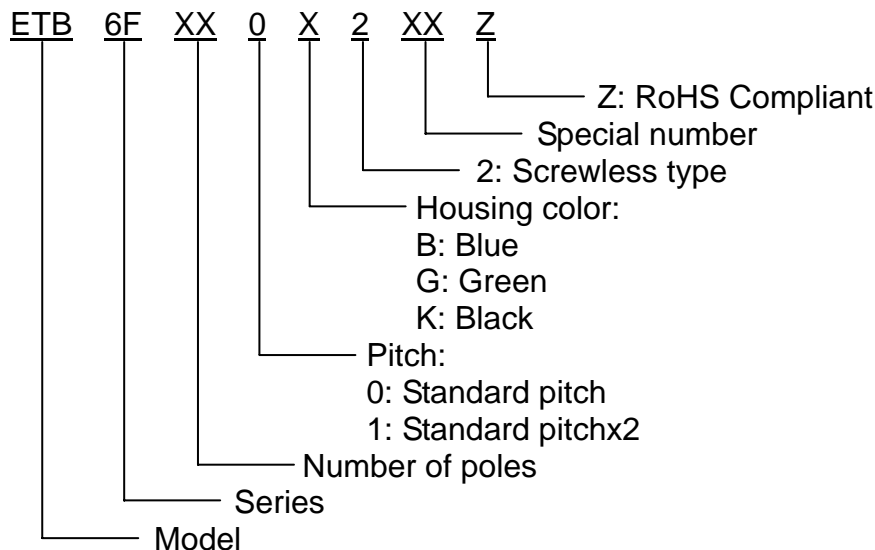 ETB 6F XX 0 X 2 XX Z
Z: RoHS Compliant
Special number
2: Screwless type
Housing color:
B: Blue
G: Green
K: Black
Pitch:
0: Standard pitch
1: Standard pitchx2
Number of poles
Series
Model